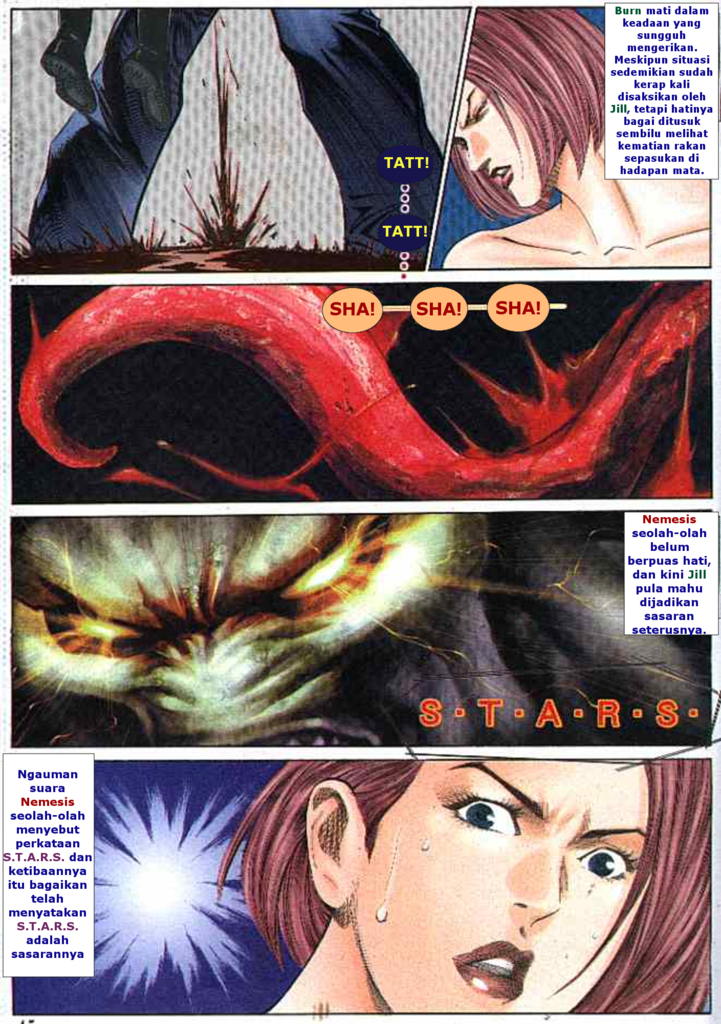 Burn mati dalam
keadaan yang
sungguh
mengerikan.
Meskipun situasi
sedemikian sudah
kerap kali
disaksikan oleh
Jill, tetapi hatinya
bagai ditusuk
sembilu melihat
kematian rakan
sepasukan di
hadapan mata.
TATT!
TATT!
SHA! SHA! SHA!
Nemesis
seolah-olah
belum
berpuas hati,
dan kini Jill
pula mahu
dijadikan
sasaran
seterusnya.
S·T·A·R·S·
Ngauman
suara
Nemesis
seolah-olah
menyebut
perkataan
S.T.A.R.S. dan
ketibaannya
itu bagaikan
telah
menyatakan
S.T.A.R.S.
adalah
sasarannya